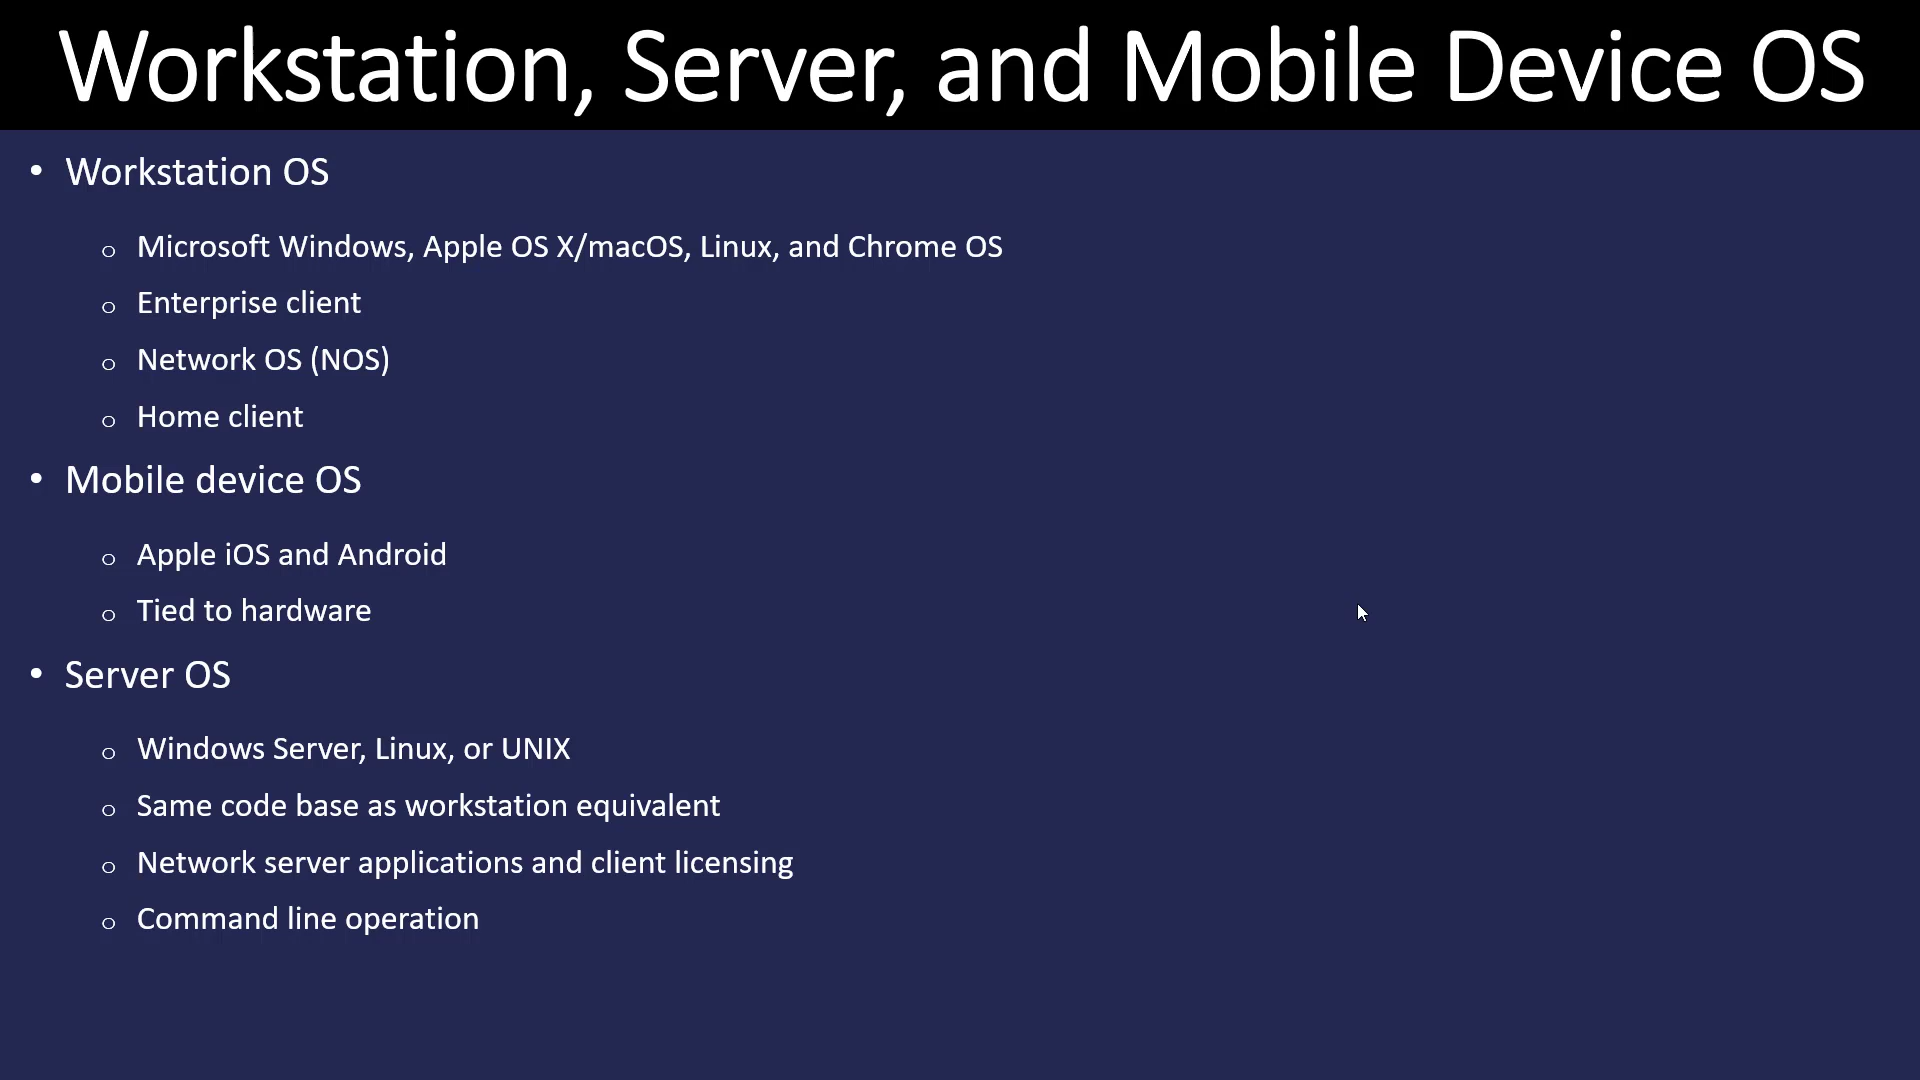 Workstation, Server, and Mobile Device OS
• Workstation OS
o Microsoft Windows, Apple OS X/macOS, Linux, and Chrome OS
o Enterprise client
o Network OS (NOS)
o Home client
• Mobile device OS
o Apple iOS and Android
o Tied to hardware
• Server OS
o Windows Server, Linux, or UNIX
o Same code base as workstation equivalent
o Network server applications and client licensing
o Command line operation